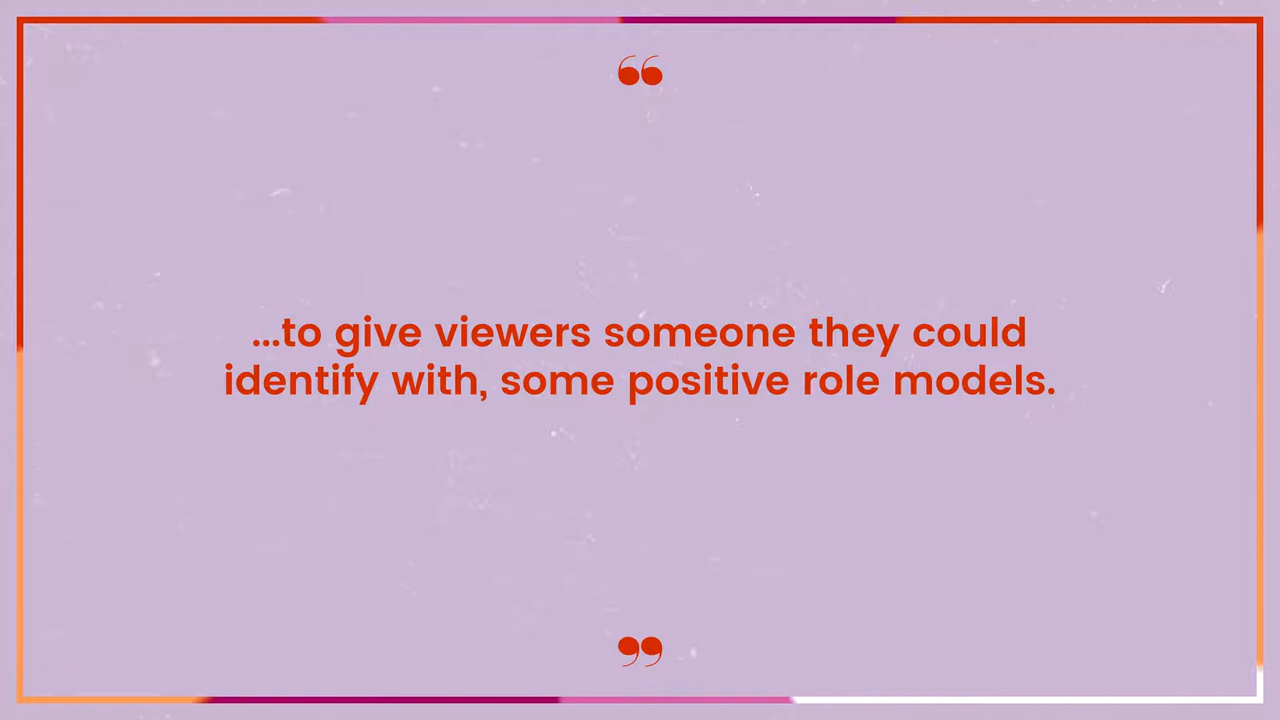 “
...to give viewers someone they could
identify with, some positive role models.
”